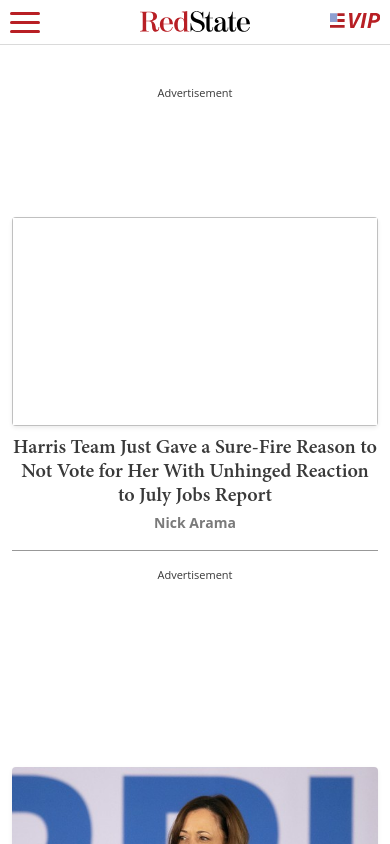 RedState
VIP
Advertisement
Harris Team Just Gave a Sure-Fire Reason to
Not Vote for Her With Unhinged Reaction
to July Jobs Report
Nick Arama
Advertisement